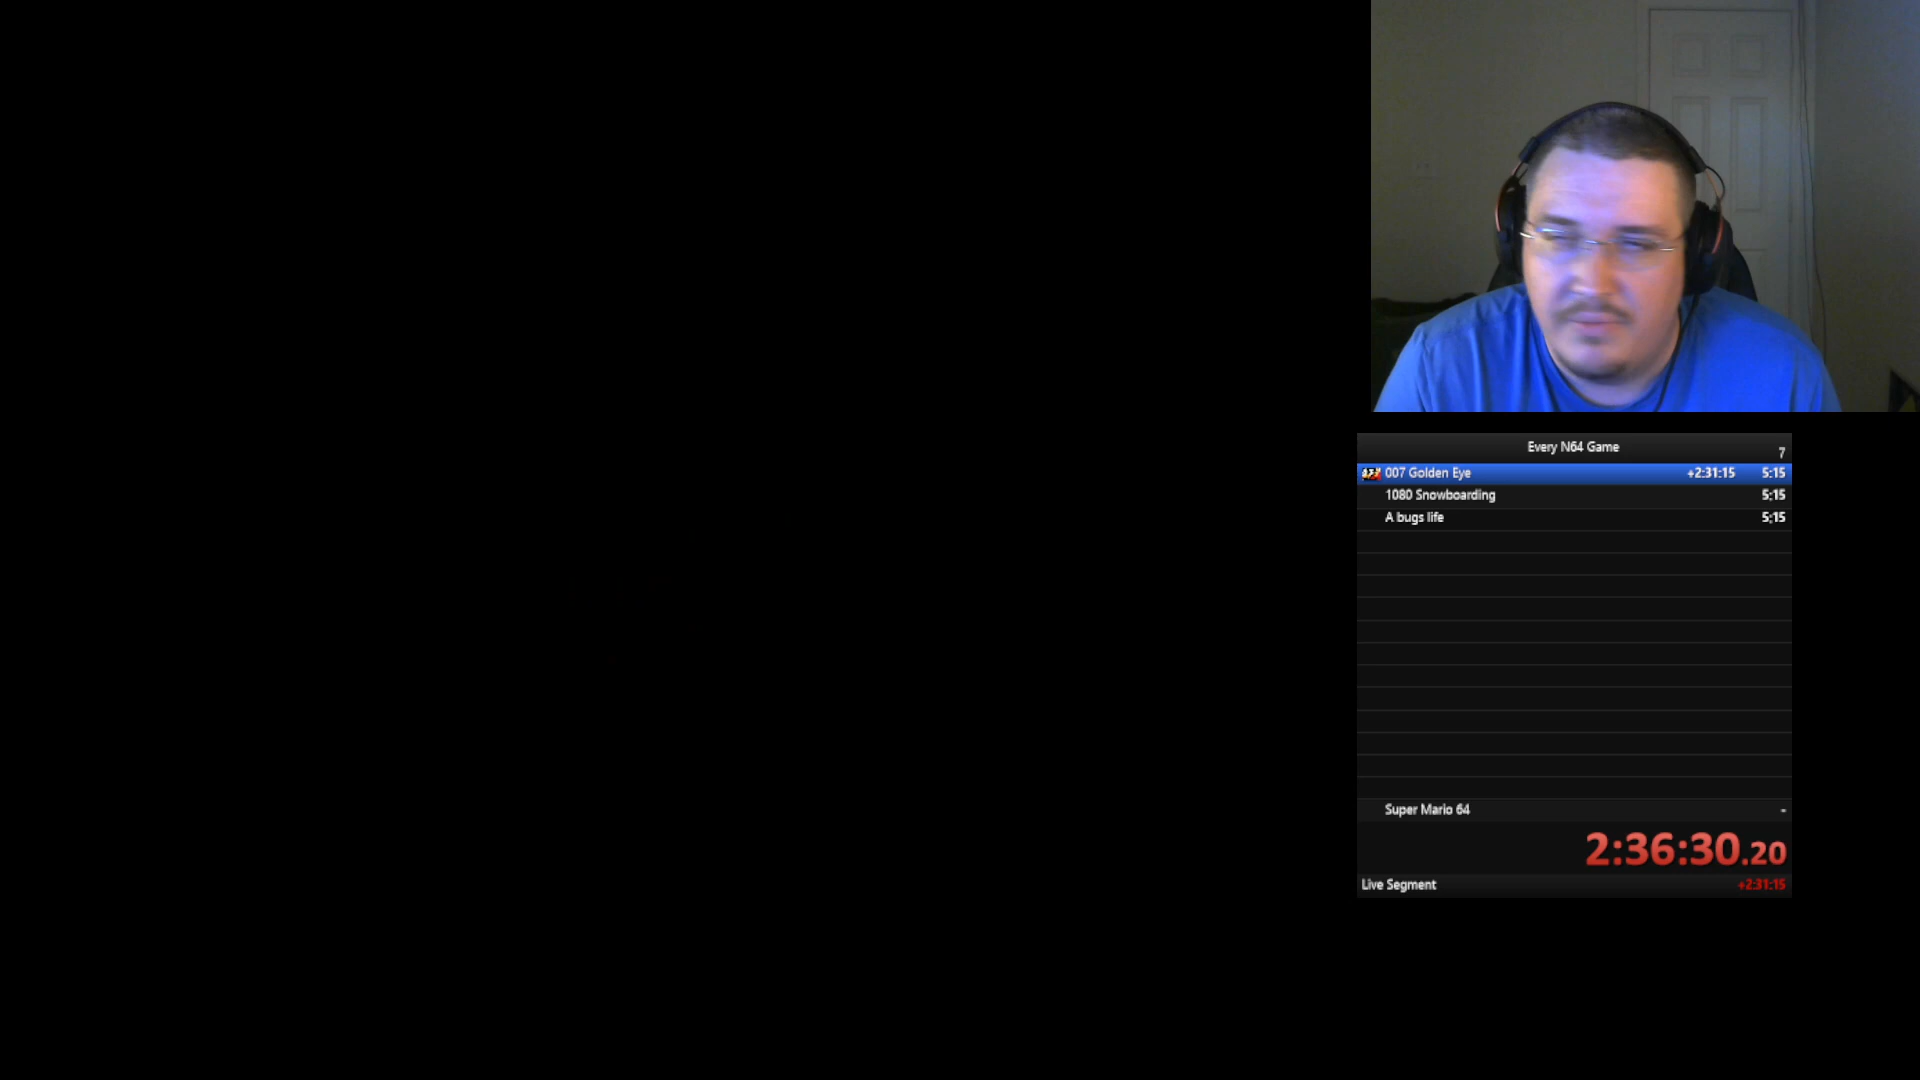 Every N64 Game
7
007 Golden Eye +2:31:15 5:15
1080 Snowboarding 5:15
A bugs life 5:15
Super Mario 64 -
2:36:30.20
Live Segment +2:31:15